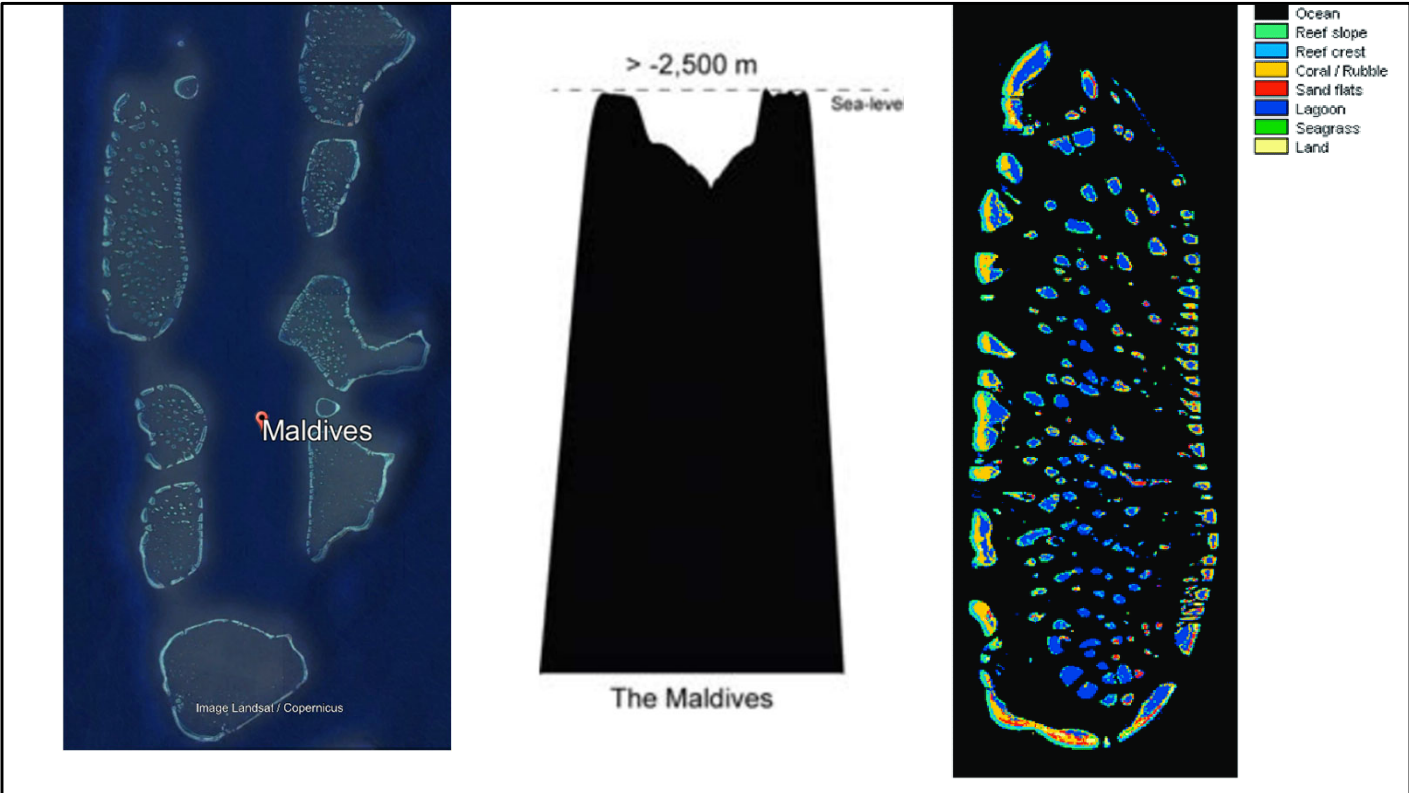 Maldives
Image Landsat / Copernicus
> -2,500 m
Sea-level
The Maldives
Ocean
Reef slope
Reef crest
Coral / Rubble
Sand flats
Lagoon
Seagrass
Land